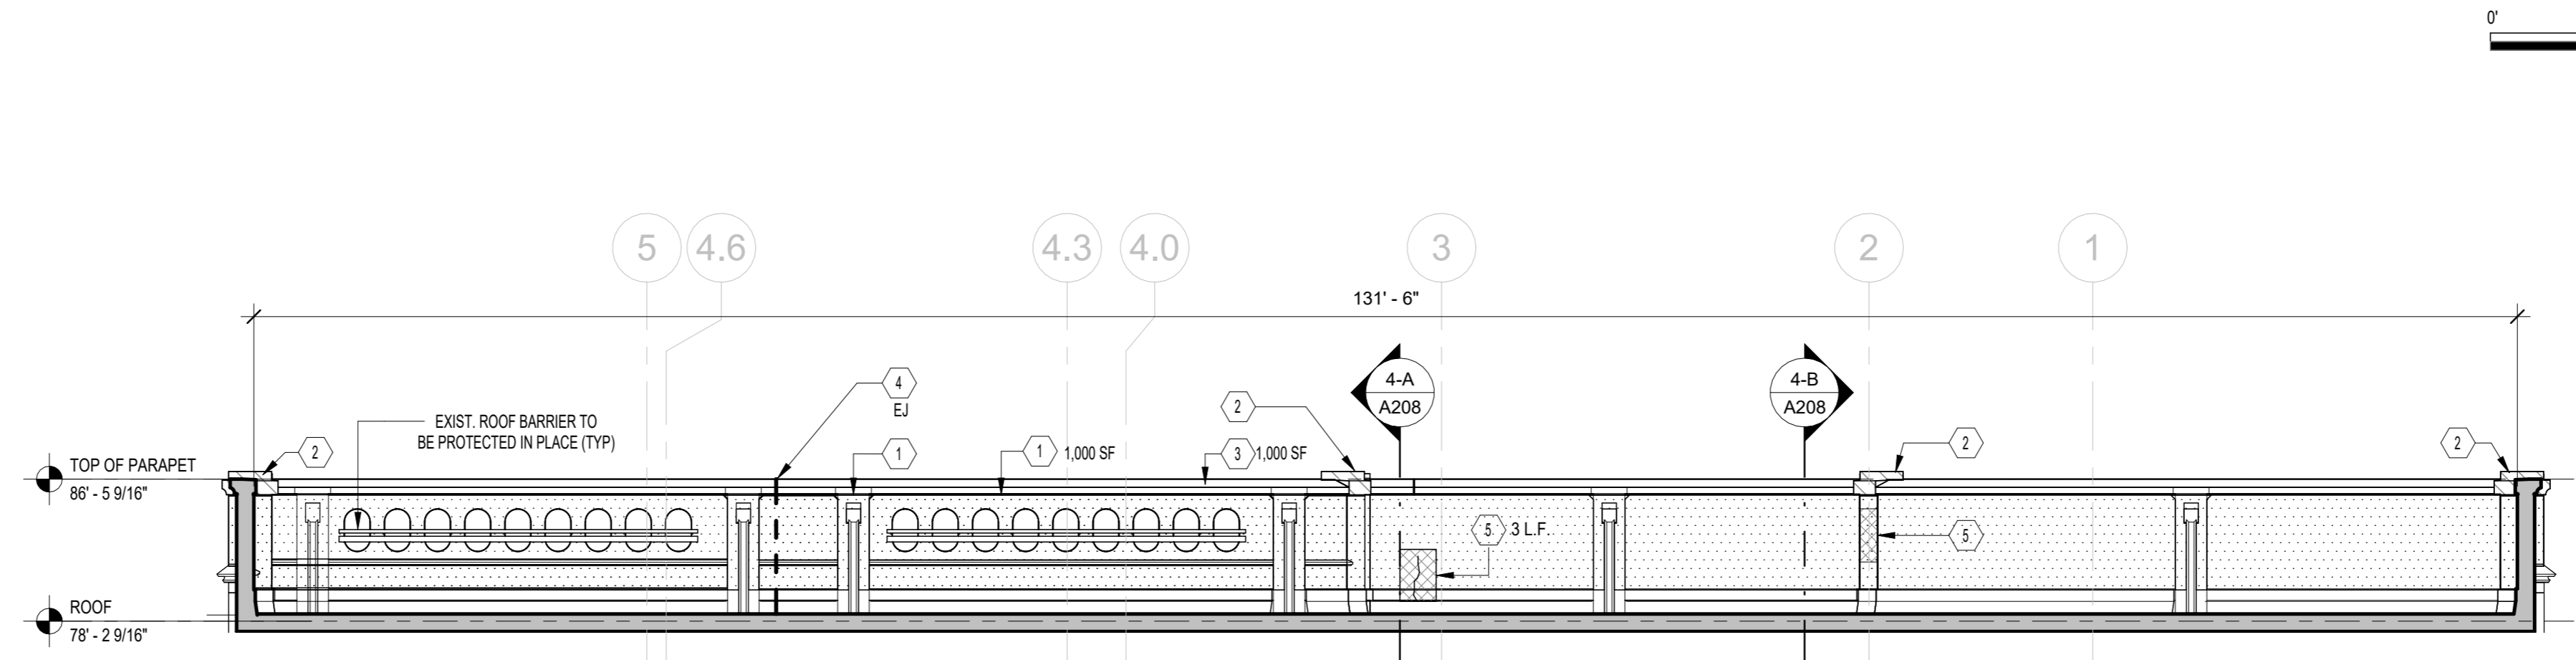 0'
5
4.6
4.3
4.0
3
2
1
131' - 6"
4-A
A208
4-B
A208
4
EJ
2
EXIST. ROOF BARRIER TO
BE PROTECTED IN PLACE (TYP)
2
1
1 1,000 SF
3 1,000 SF
2
2
TOP OF PARAPET
86' - 5 9/16"
5 3 L.F.
5
ROOF
78' - 2 9/16"